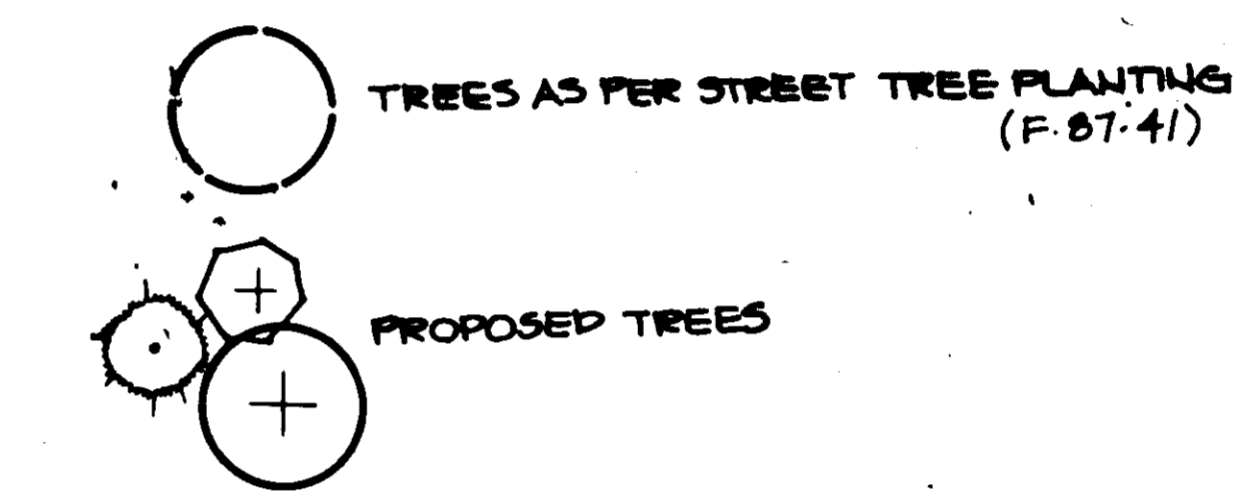 TREES AS PER STREET TREE PLANTING
(F.87.41)
PROPOSED TREES